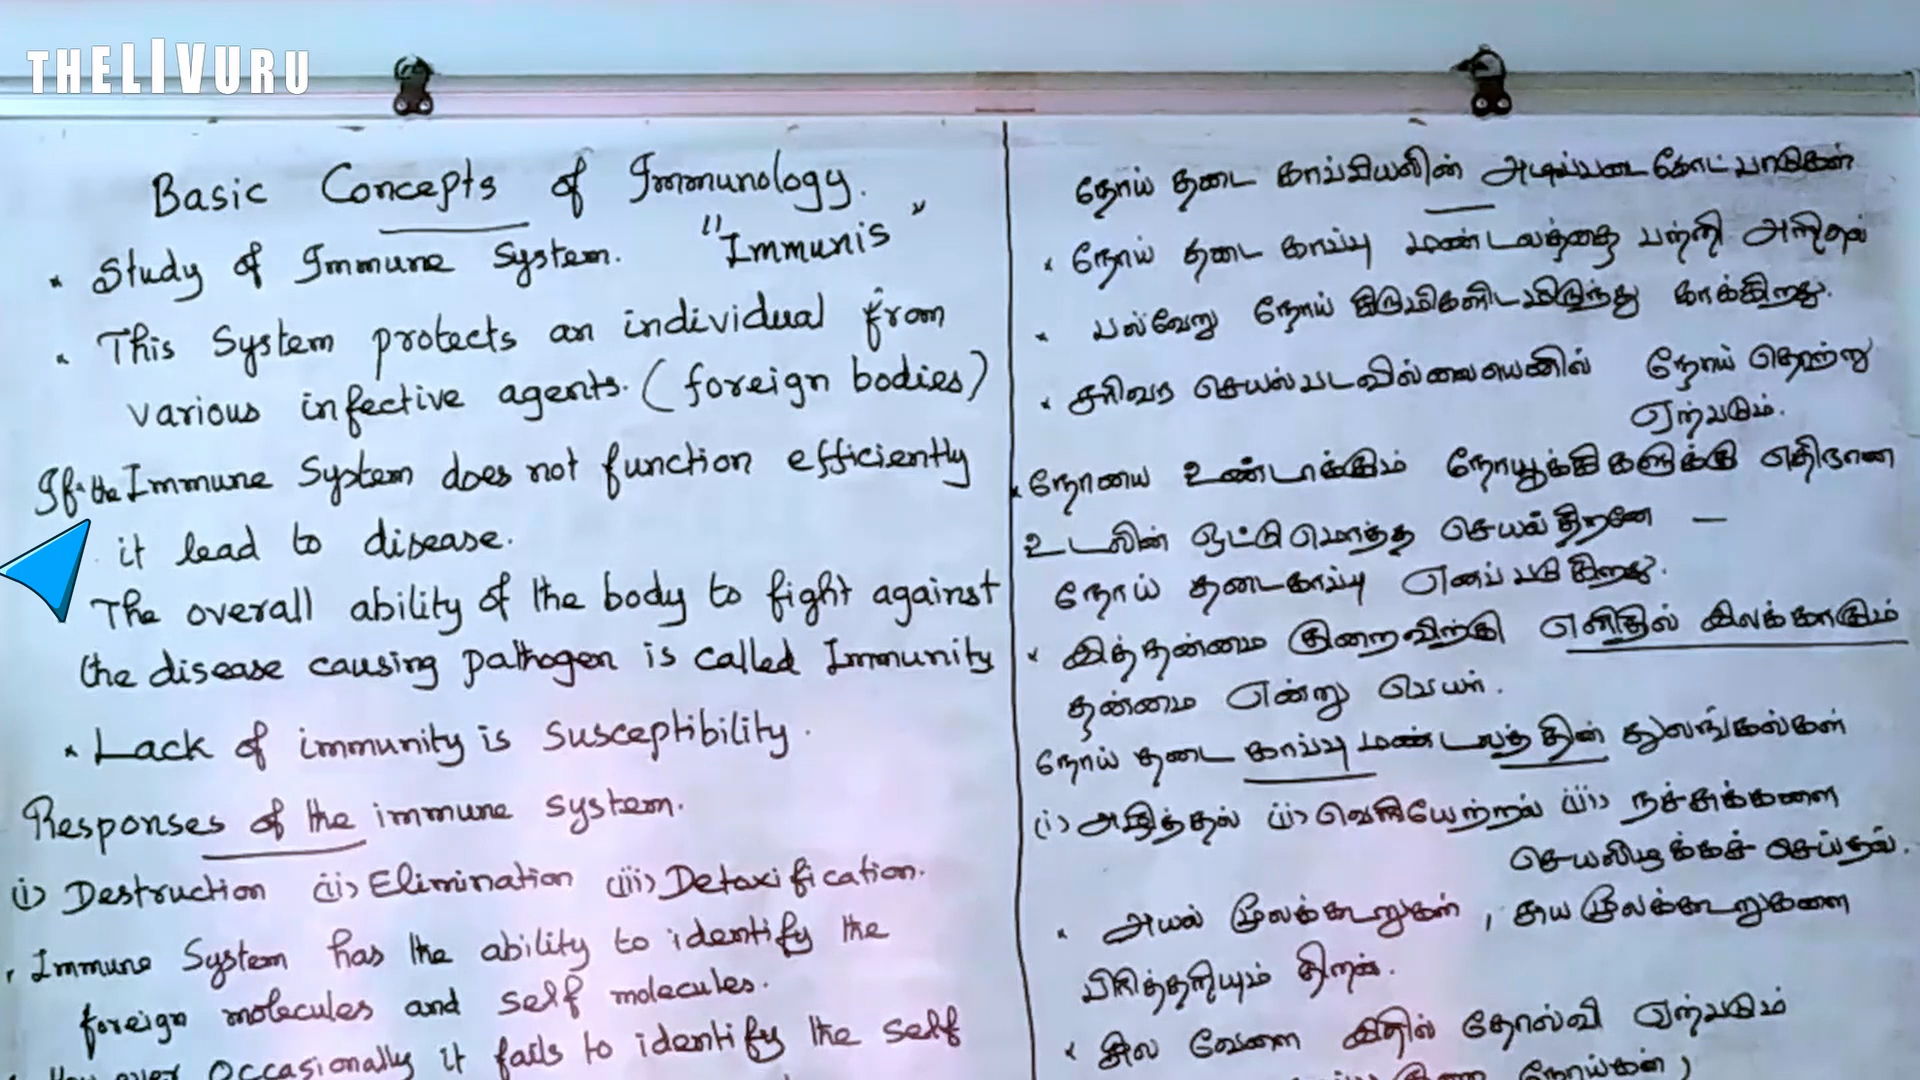 THELIVURU
Basic Concepts of Immunology.
* Study of Immune System. "Immunis"
* This System protects an individual from
various infective agents. (foreign bodies)
If the Immune System does not function efficiently
it lead to disease.
The overall ability of the body to fight against
the disease causing pathogen is called Immunity
* Lack of immunity is Susceptibility.
Responses of the immune system.
(i) Destruction (ii) Elimination (iii) Detoxification.
* Immune System has the ability to identify the
foreign molecules and self molecules.
However occasionally it fails to identify the self
நோய் தடை காப்பியலின் அடிப்படை கோட்பாடுகள்
* நோய் தடை காப்பு மண்டலத்தை பற்றி அறிதல்
* பல்வேறு நோய் கிருமிகளிடமிருந்து காக்கிறது.
* சரிவர செயல்படவில்லையெனில் நோய் தொற்று
ஏற்படும்.
* நோயை உண்டாக்கும் நோயூக்கிகளுக்கு எதிரான
உடலின் ஒட்டுமொத்த செயல்திறனே –
நோய் தடைகாப்பு எனப்படுகிறது.
* இத்தன்மை குறைவிற்கு எளிதில் இலக்காகும்
தன்மை என்று பெயர்.
நோய் தடை காப்பு மண்டலத்தின் துலங்கல்கள்
(i) அழித்தல் (ii) வெளியேற்றல் (iii) நச்சுக்களை
செயலிழக்கச் செய்தல்.
* அயல் மூலக்கூறுகள், சுய மூலக்கூறுகளை
பிரித்தறியும் திறன்.
* சில வேளை இதில் தோல்வி ஏற்படும்
நோய்கள்)